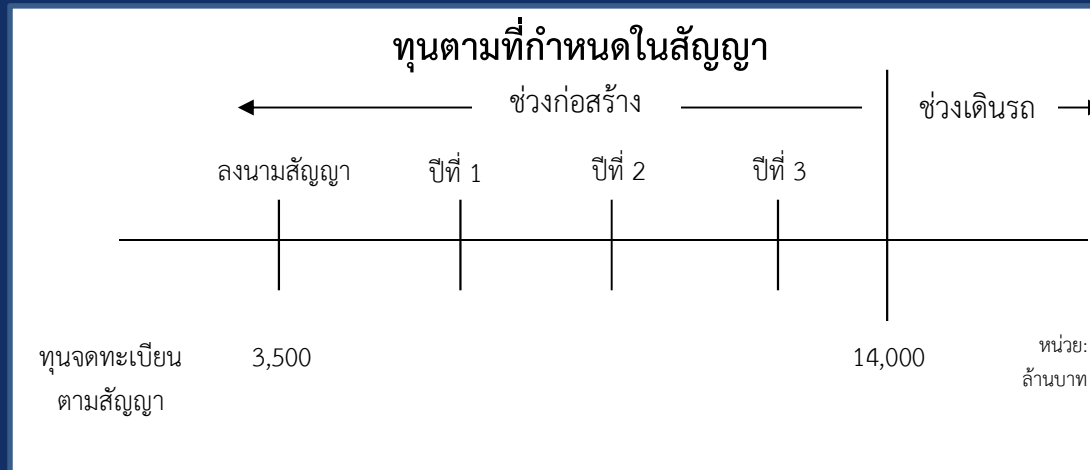 ทุนตามที่กำหนดในสัญญา
ช่วงก่อสร้าง
ช่วงเดินรถ
ลงนามสัญญา
ปีที่ 1
ปีที่ 2
ปีที่ 3
ทุนจดทะเบียน
ตามสัญญา
3,500
14,000
หน่วย:
ล้านบาท